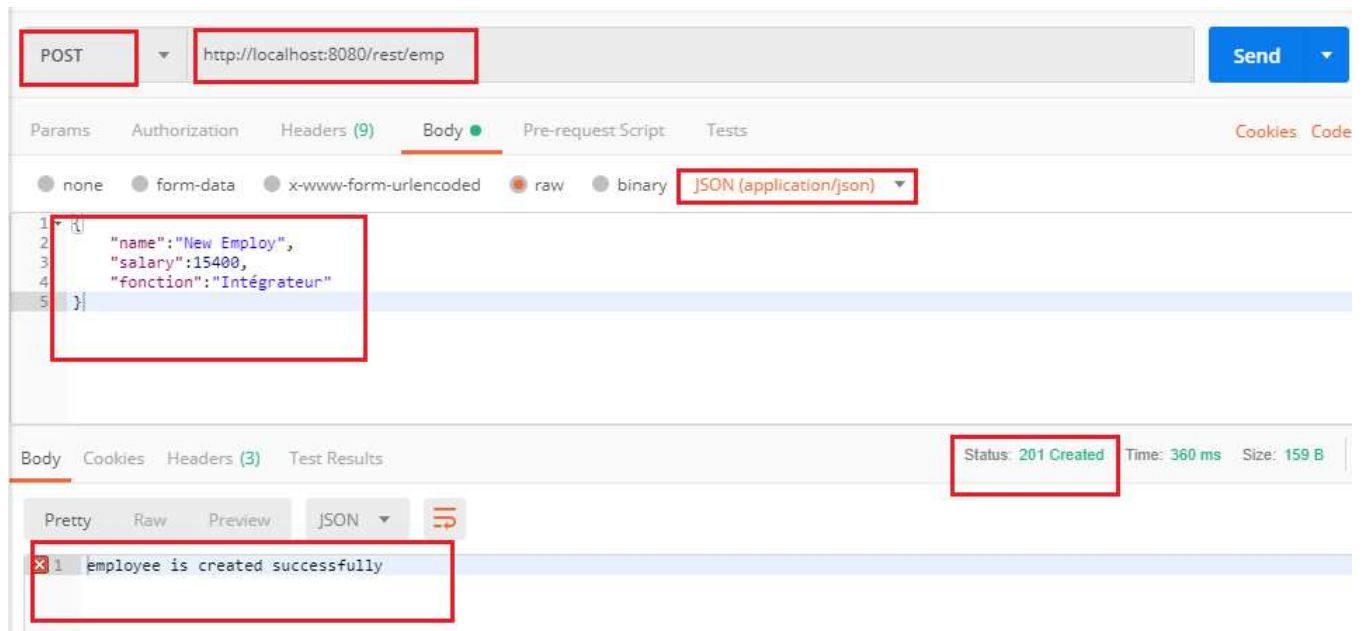 POST http://localhost:8080/rest/emp Send
Params Authorization Headers (9) Body Pre-request Script Tests Cookies Code
none form-data x-www-form-urlencoded raw binary JSON (application/json)
1 {
2 "name":"New Employ",
3 "salary":15400,
4 "fonction":"Intégrateur"
5 }
Body Cookies Headers (3) Test Results Status: 201 Created Time: 360 ms Size: 159 B
Pretty Raw Preview JSON
1 employee is created successfully